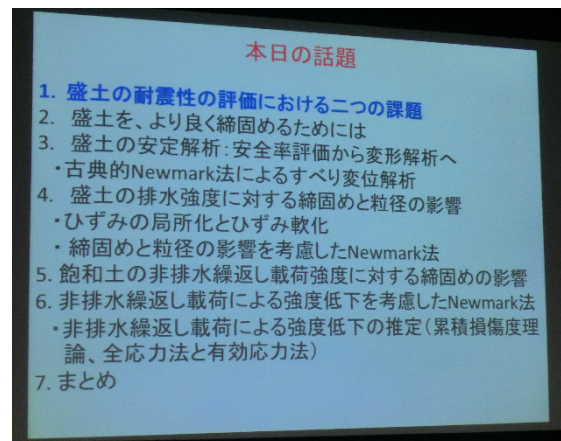 本日の話題
1. 盛土の耐震性の評価における二つの課題
2. 盛土を、より良く締固めるためには
3. 盛土の安定解析：安全率評価から変形解析へ
・古典的Newmark法によるすべり変位解析
4. 盛土の排水強度に対する締固めと粒径の影響
・ひずみの局所化とひずみ軟化
・締固めと粒径の影響を考慮したNewmark法
5. 飽和土の非排水繰返し載荷強度に対する締固めの影響
6. 非排水繰返し載荷による強度低下を考慮したNewmark法
・非排水繰返し載荷による強度低下の推定（累積損傷度理
論、全応力法と有効応力法）
7. まとめ